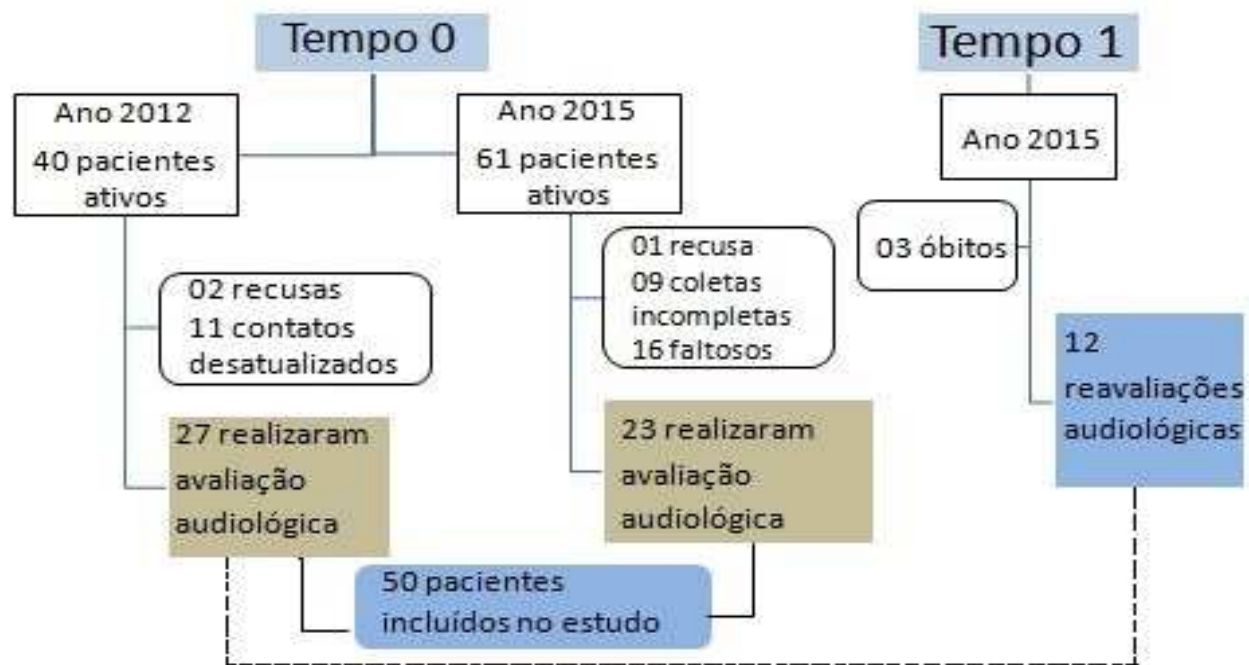 Tempo 0
Ano 2012
40 pacientes
ativos
02 recusas
11 contatos
desatualizados
27 realizaram
avaliação
audiológica
Ano 2015
61 pacientes
ativos
01 recusa
09 coletas
incompletas
16 faltosos
23 realizaram
avaliação
audiológica
50 pacientes
incluídos no estudo
Tempo 1
Ano 2015
03 óbitos
12
reavaliações
audiológicas